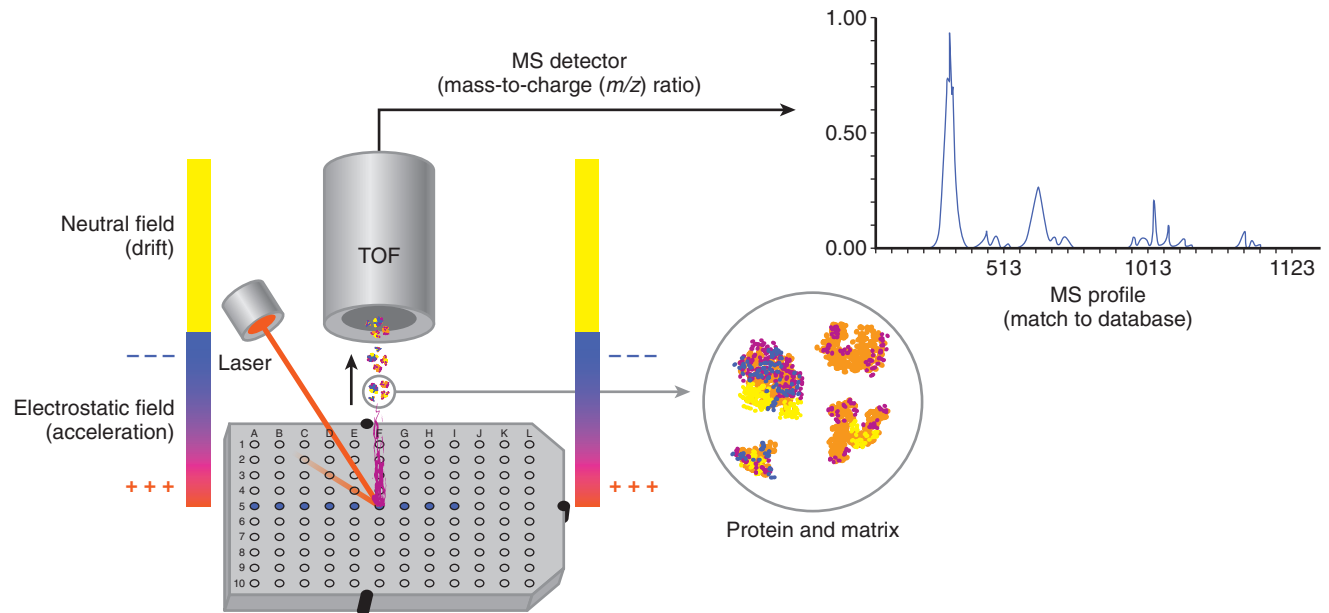 MS detector
(mass-to-charge (m/z) ratio)
1.00
0.50
0.00
513
1013
1123
MS profile
(match to database)
Neutral field
(drift)
TOF
Laser
– – –
– – –
Electrostatic field
(acceleration)
+ + +
+ + +
A B C D E F G H I J K L
1
2
3
4
5
6
7
8
9
10
Protein and matrix